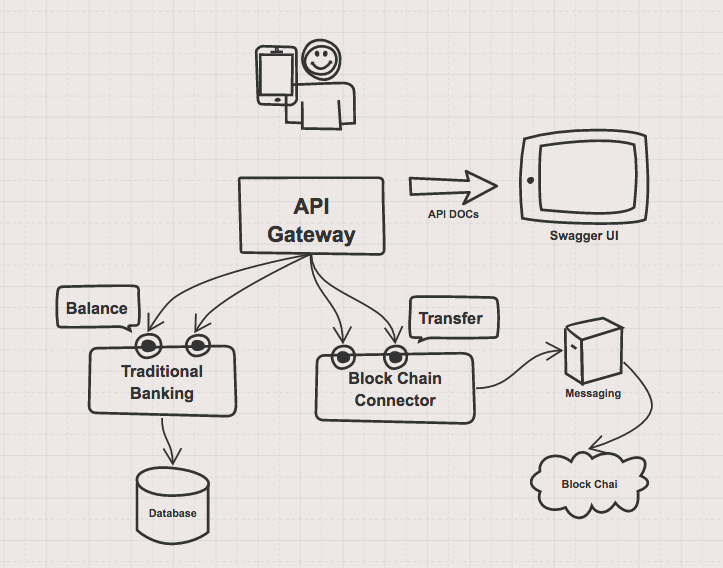 API
Gateway
API DOCs
Swagger UI
Balance
Transfer
Traditional
Banking
Block Chain
Connector
Messaging
Database
Block Chai